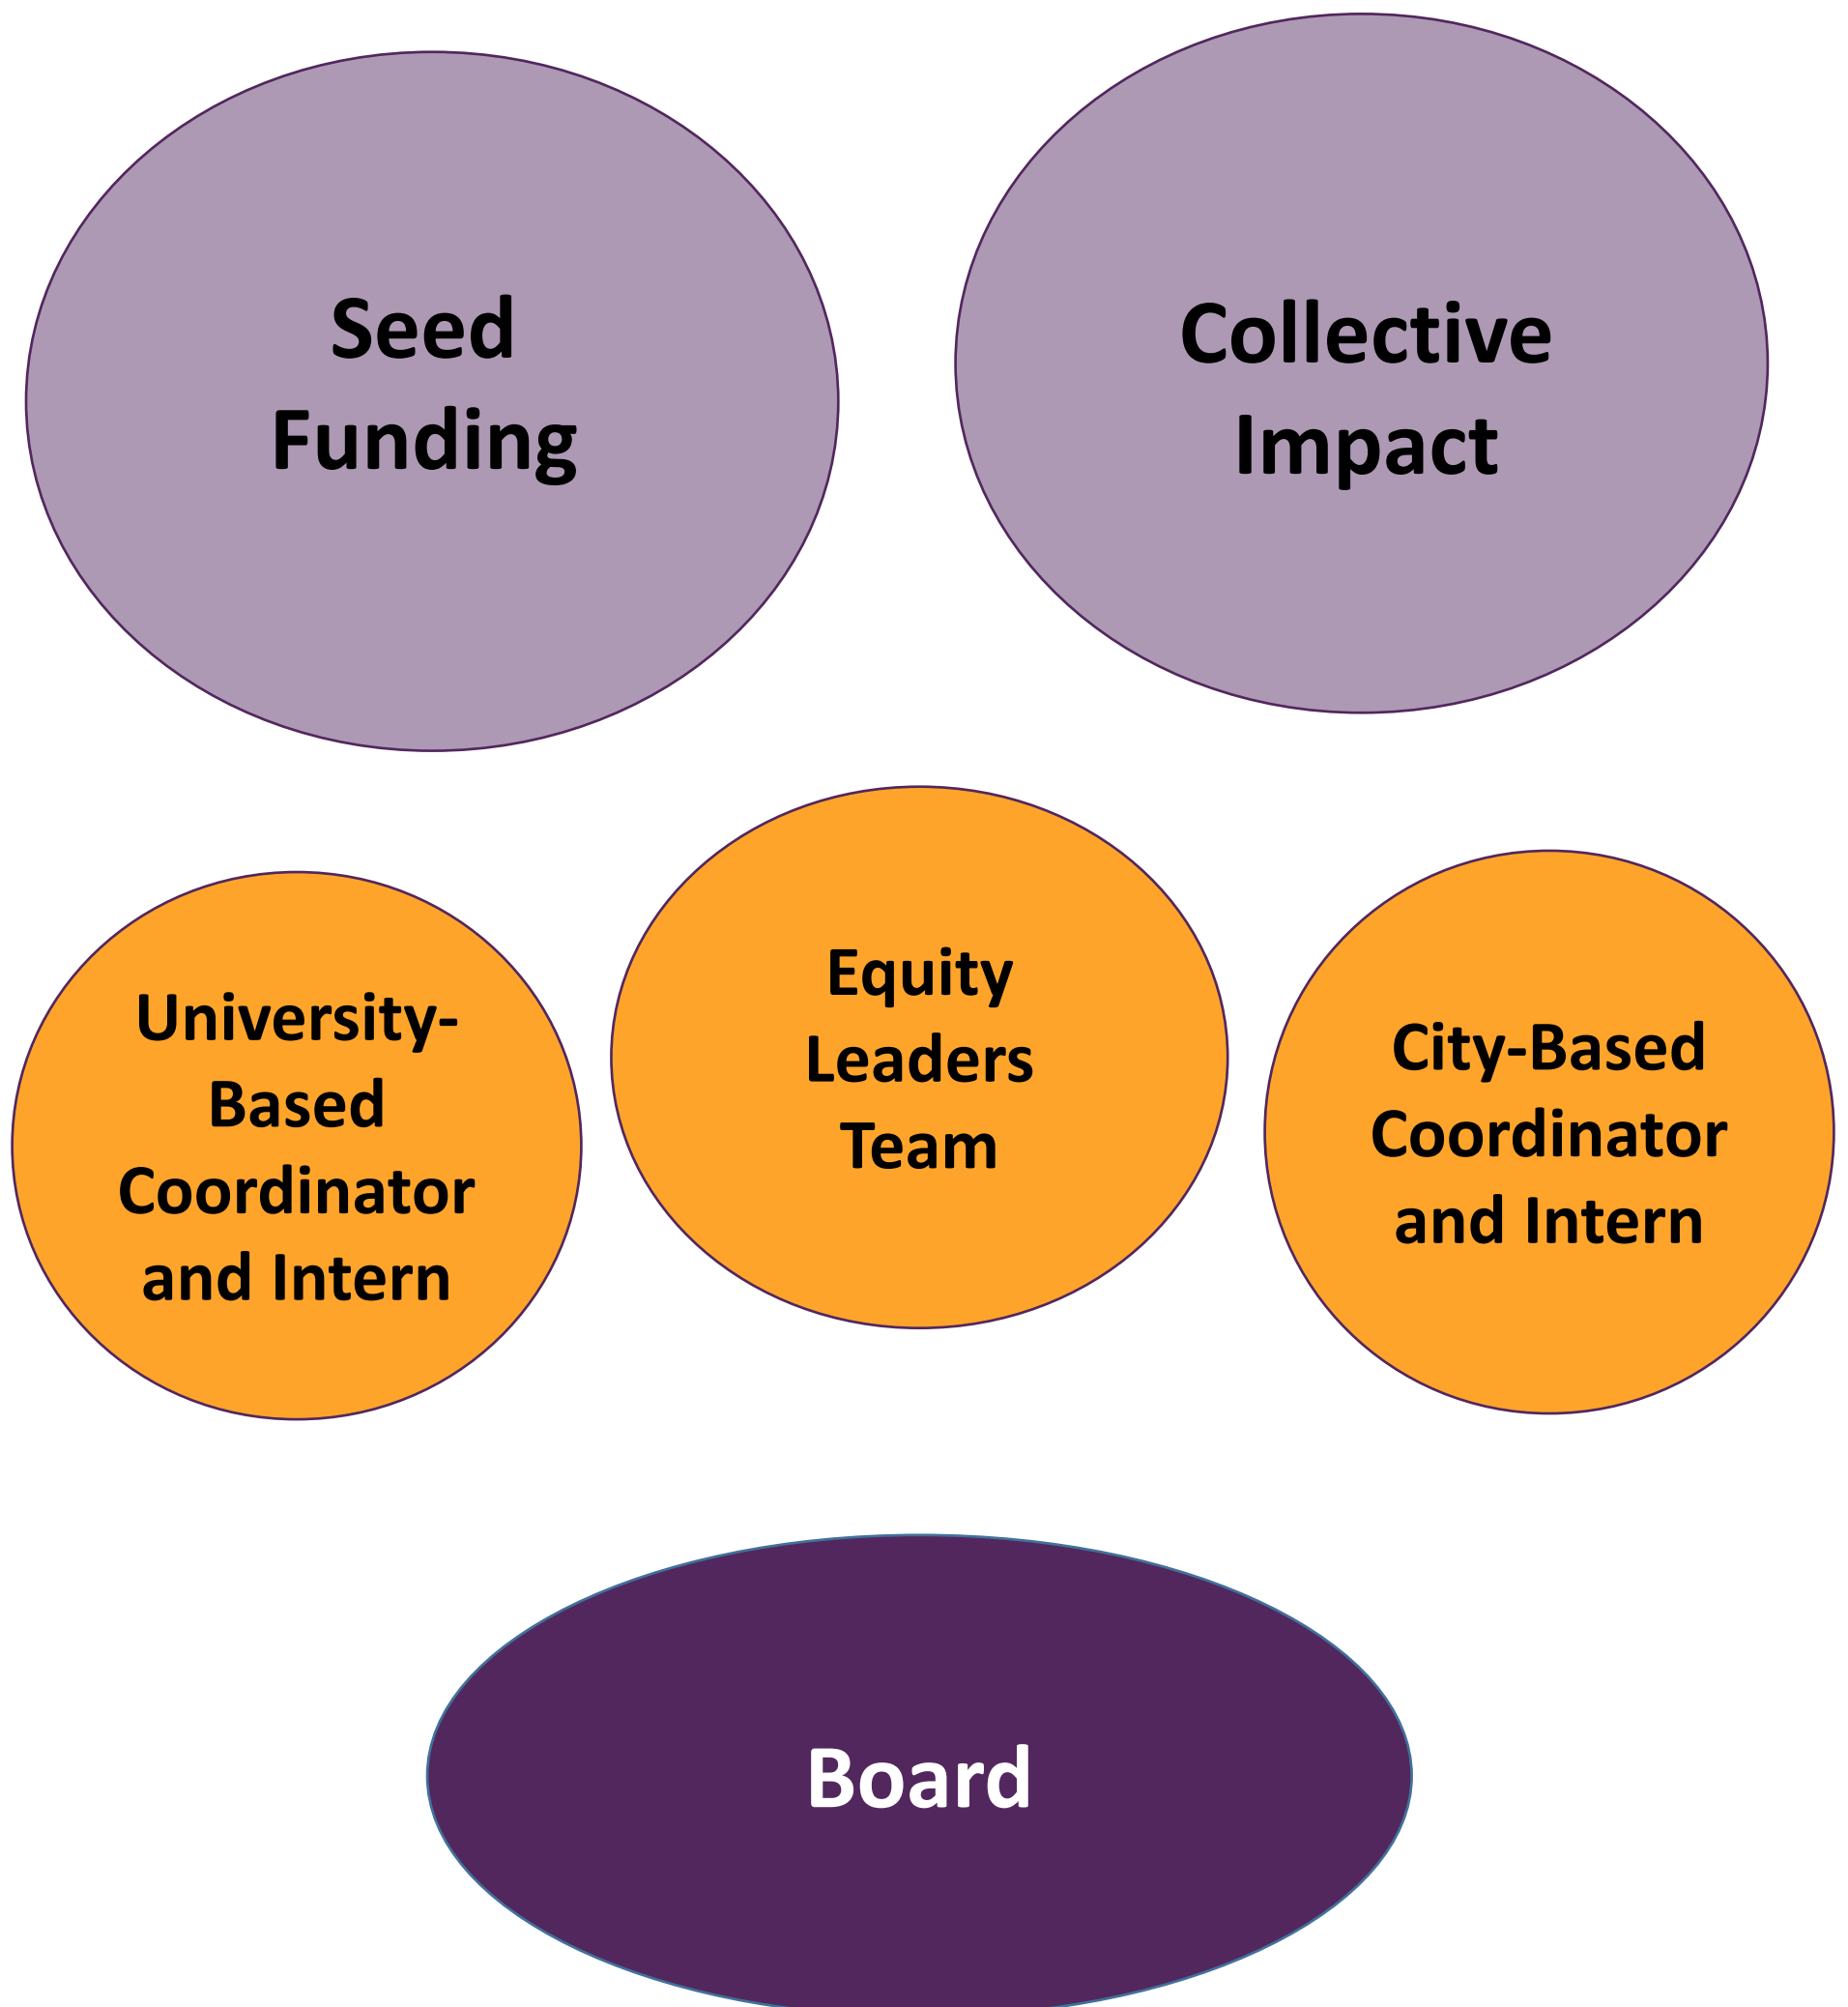 Seed
Funding
Collective
Impact
University-
Based
Coordinator
and Intern
Equity
Leaders
Team
City-Based
Coordinator
and Intern
Board